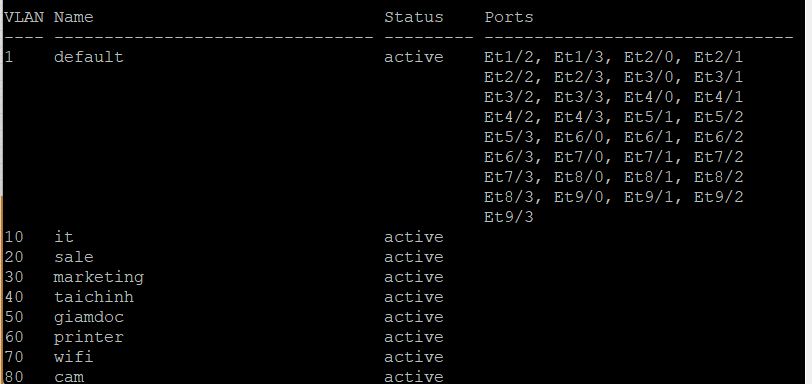 VLAN Name                             Status    Ports
---- -------------------------------- --------- -------------------------------
1    default                          active    Et1/2, Et1/3, Et2/0, Et2/1
                                                Et2/2, Et2/3, Et3/0, Et3/1
                                                Et3/2, Et3/3, Et4/0, Et4/1
                                                Et4/2, Et4/3, Et5/1, Et5/2
                                                Et5/3, Et6/0, Et6/1, Et6/2
                                                Et6/3, Et7/0, Et7/1, Et7/2
                                                Et7/3, Et8/0, Et8/1, Et8/2
                                                Et8/3, Et9/0, Et9/1, Et9/2
                                                Et9/3
10   it                               active
20   sale                             active
30   marketing                        active
40   taichinh                         active
50   giamdoc                          active
60   printer                          active
70   wifi                             active
80   cam                              active